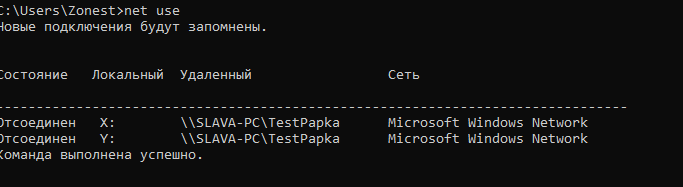 C:\Users\Zonest>net use
Новые подключения будут запомнены.
Состояние Локальный Удаленный Сеть
-------------------------------------------------------------------------------
Отсоединен X: \\SLAVA-PC\TestPapka Microsoft Windows Network
Отсоединен Y: \\SLAVA-PC\TestPapka Microsoft Windows Network
Команда выполнена успешно.